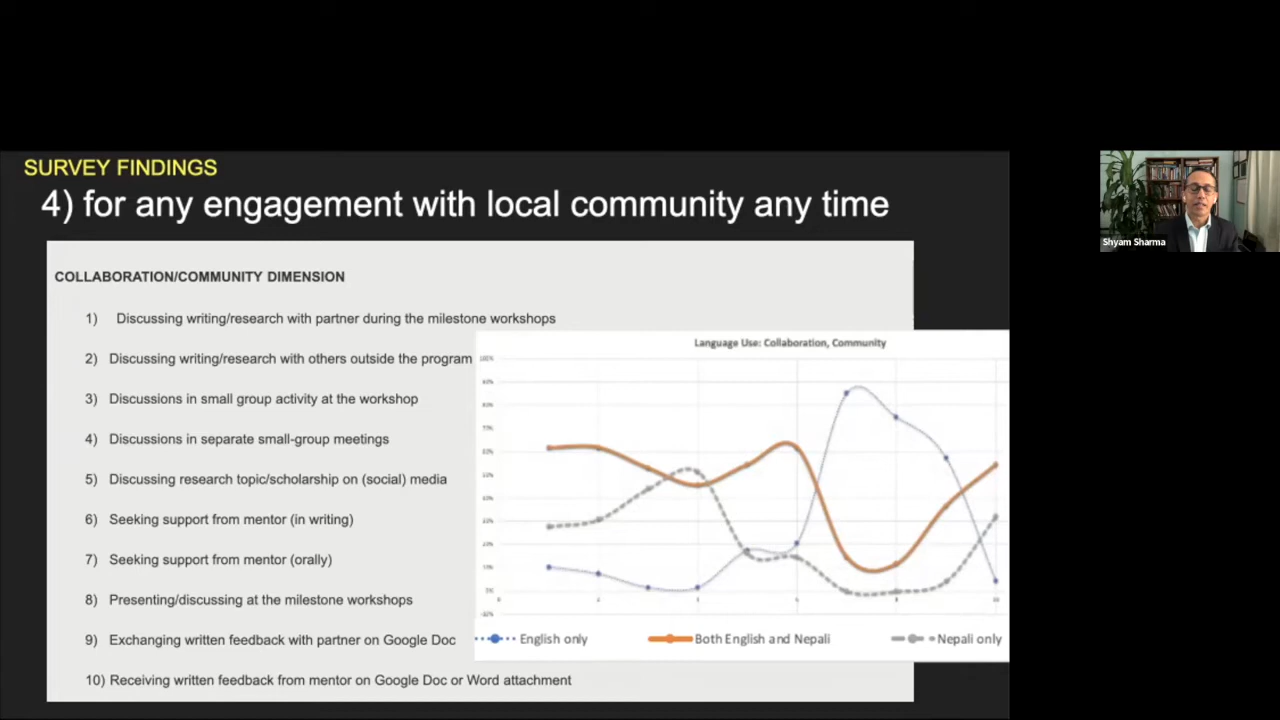 SURVEY FINDINGS
4) for any engagement with local community any time
COLLABORATION/COMMUNITY DIMENSION
1) Discussing writing/research with partner during the milestone workshops
2) Discussing writing/research with others outside the program
3) Discussions in small group activity at the workshop
4) Discussions in separate small-group meetings
5) Discussing research topic/scholarship on (social) media
6) Seeking support from mentor (in writing)
7) Seeking support from mentor (orally)
8) Presenting/discussing at the milestone workshops
9) Exchanging written feedback with partner on Google Doc
10) Receiving written feedback from mentor on Google Doc or Word attachment
Language Use: Collaboration, Community
English only
Both English and Nepali
Nepali only
Shyam Sharma